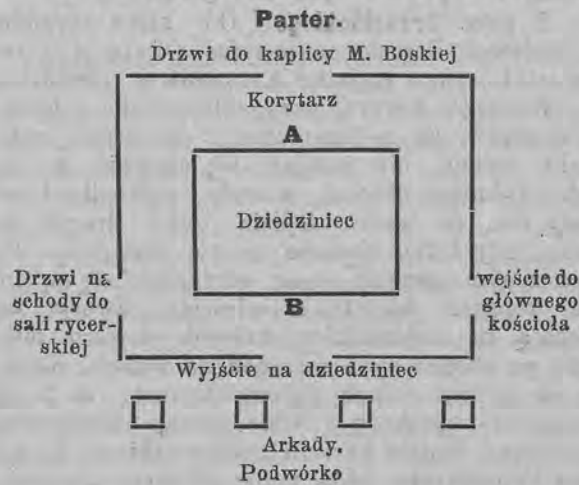 Parter.
Drzwi do kaplicy M. Boskiej
Korytarz
A
Dziedziniec
B
Drzwi na
schody do
sali rycer-
skiej
wejście do
głównego
kościoła
Wyjście na dziedziniec
Arkady.
Podwórko